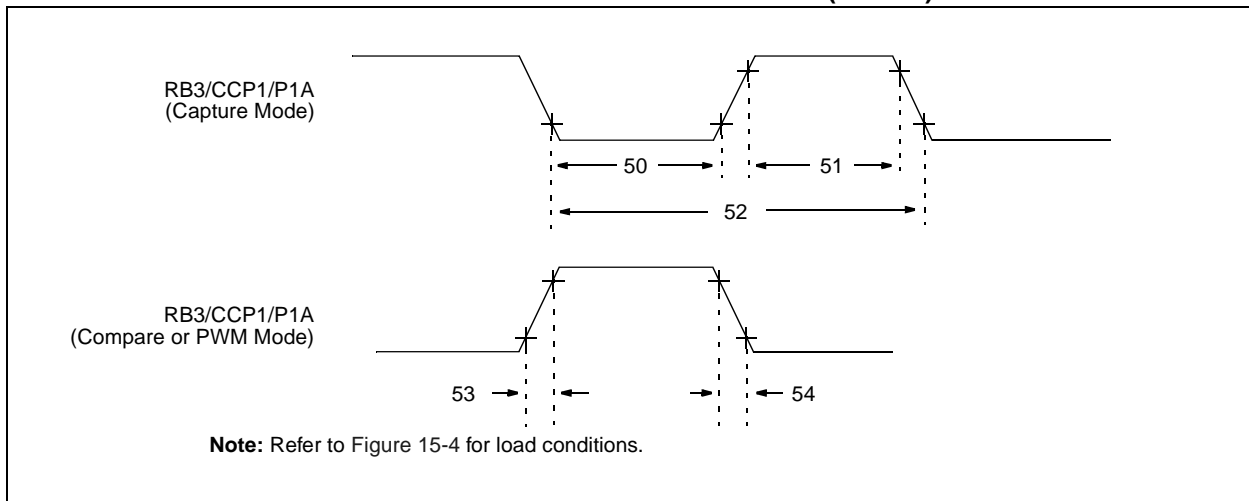 RB3/CCP1/P1A
(Capture Mode)
50
51
52
RB3/CCP1/P1A
(Compare or PWM Mode)
53
54
Note: Refer to Figure 15-4 for load conditions.